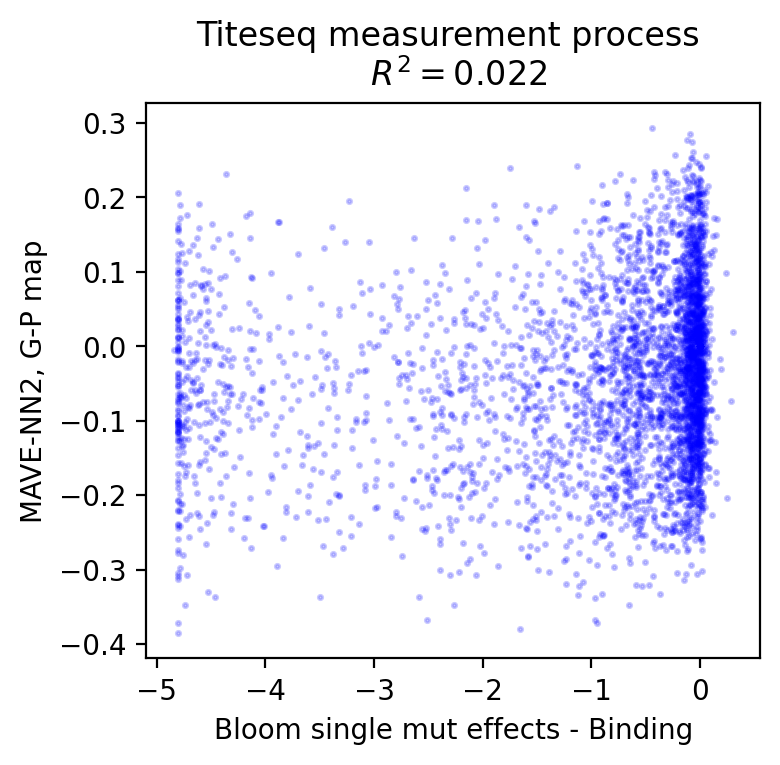 Titeseq measurement process
R² = 0.022
MAVE-NN2, G-P map
0.3
0.2
0.1
0.0
−0.1
−0.2
−0.3
−0.4
−5 −4 −3 −2 −1 0
Bloom single mut effects - Binding